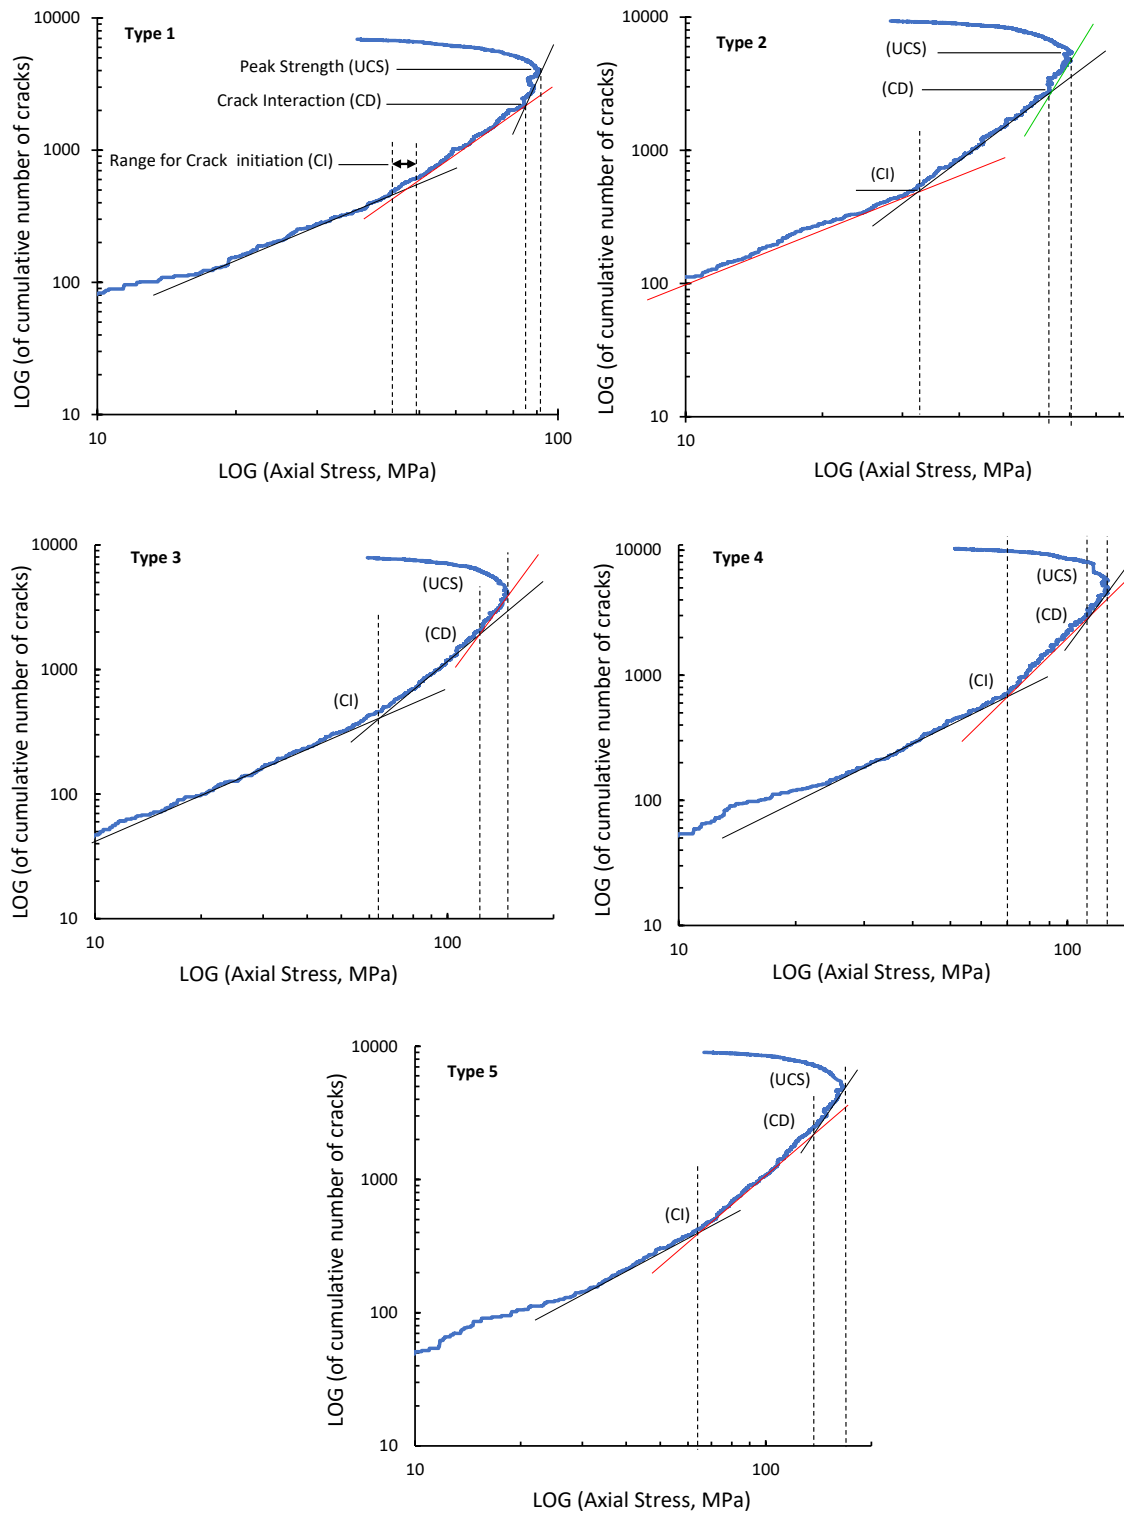 Type 1
10000
1000
100
10
10
100
LOG (of cumulative number of cracks)
LOG (Axial Stress, MPa)
Peak Strength (UCS)
Crack Interaction (CD)
Range for Crack initiation (CI)
Type 2
10000
1000
100
10
10
LOG (of cumulative number of cracks)
LOG (Axial Stress, MPa)
(UCS)
(CD)
(CI)
Type 3
10000
1000
100
10
10
100
LOG (of cumulative number of cracks)
LOG (Axial Stress, MPa)
(UCS)
(CD)
(CI)
Type 4
10000
1000
100
10
10
100
LOG (of cumulative number of cracks)
LOG (Axial Stress, MPa)
(UCS)
(CD)
(CI)
Type 5
10000
1000
100
10
10
100
LOG (of cumulative number of cracks)
LOG (Axial Stress, MPa)
(UCS)
(CD)
(CI)